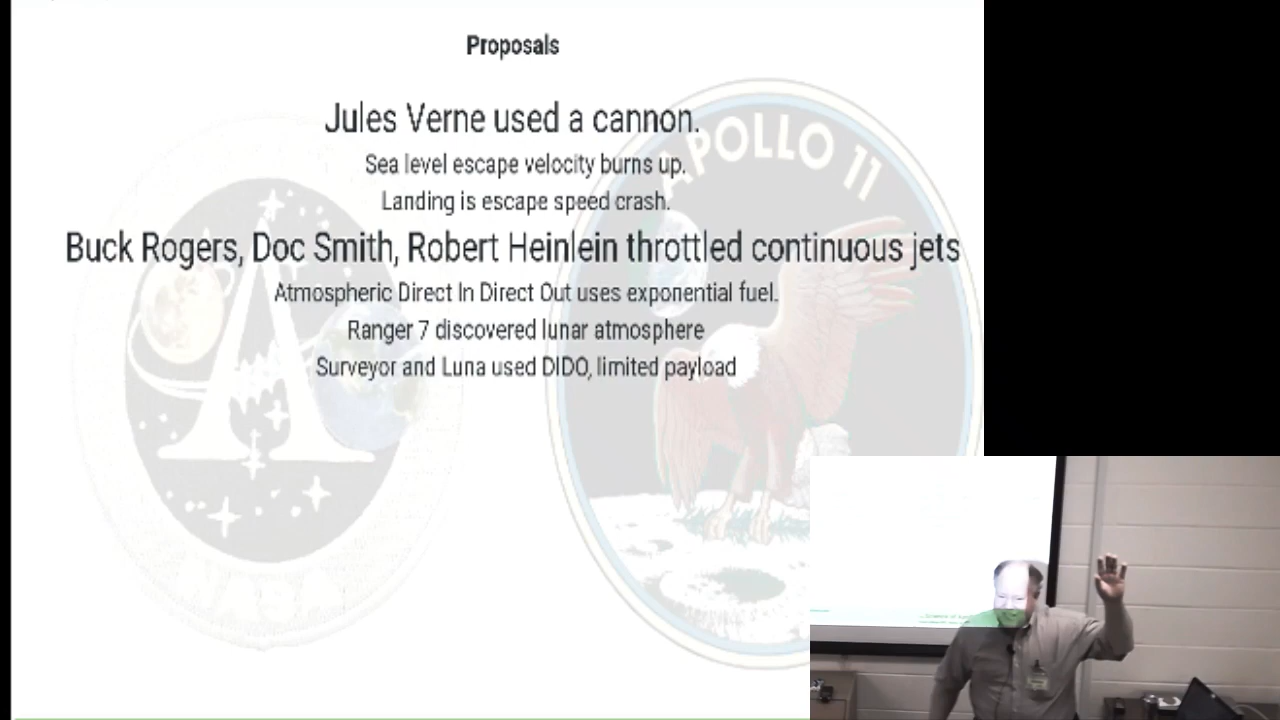 Proposals
Jules Verne used a cannon.
Sea level escape velocity burns up.
Landing is escape speed crash.
Buck Rogers, Doc Smith, Robert Heinlein throttled continuous jets
Atmospheric Direct In Direct Out uses exponential fuel.
Ranger 7 discovered lunar atmosphere
Surveyor and Luna used DIDO, limited payload
APOLLO 11
NASA